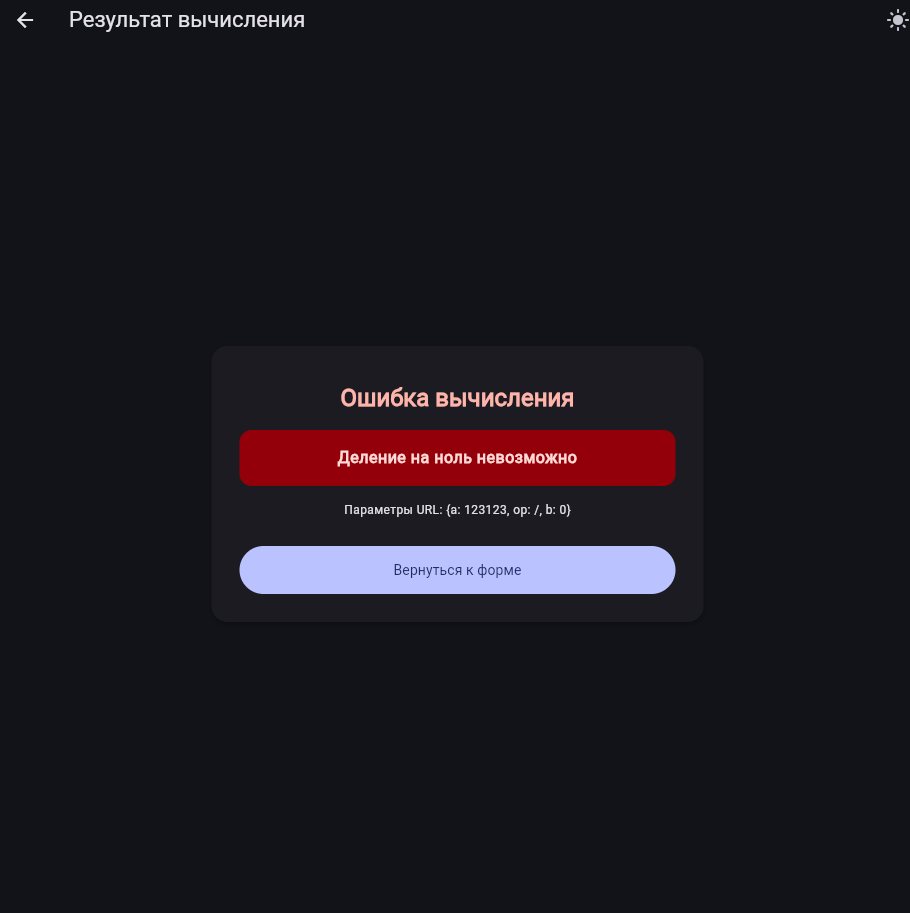 Результат вычисления
Ошибка вычисления
Деление на ноль невозможно
Параметры URL: {a: 123123, op: /, b: 0}
Вернуться к форме